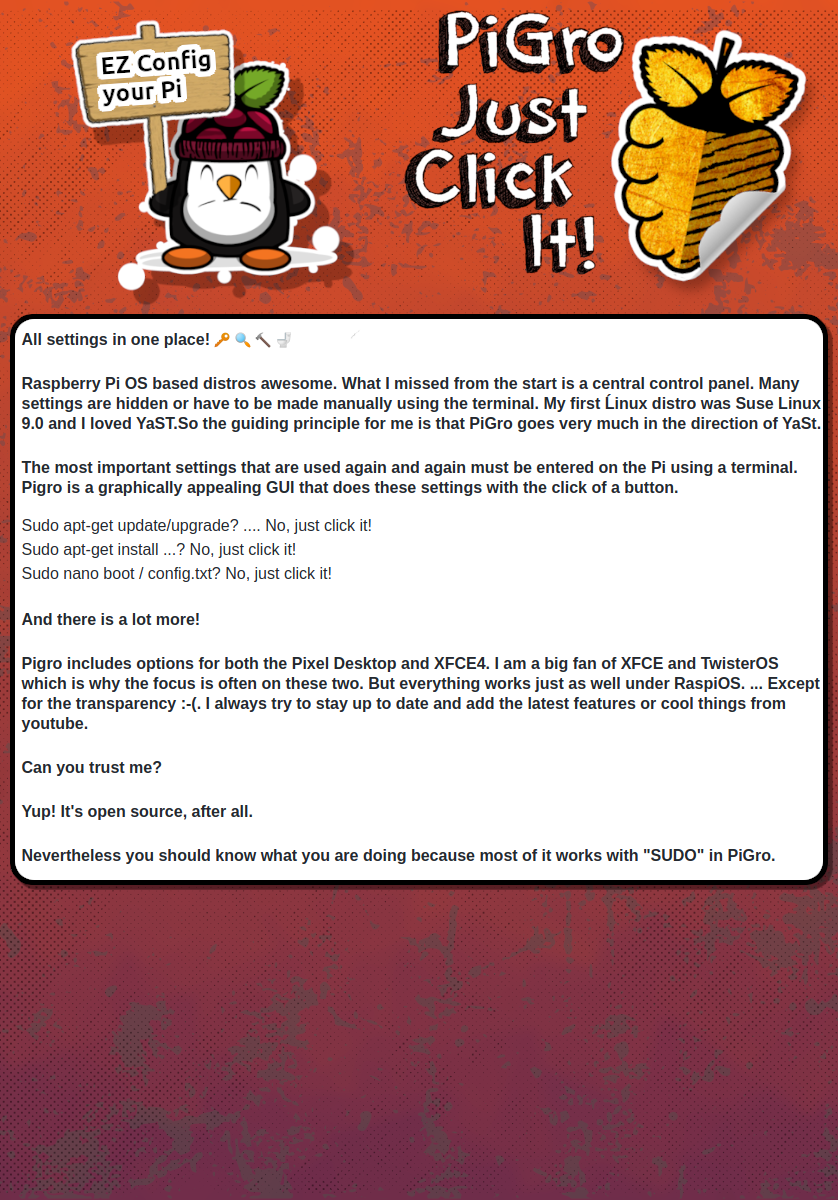 EZ Config
your Pi
PiGro
Just
Click
It!
All settings in one place! 🔑 🔍 🔨 🚽
Raspberry Pi OS based distros awesome. What I missed from the start is a central control panel. Many
settings are hidden or have to be made manually using the terminal. My first Ĺinux distro was Suse Linux
9.0 and I loved YaST.So the guiding principle for me is that PiGro goes very much in the direction of YaSt.
The most important settings that are used again and again must be entered on the Pi using a terminal.
Pigro is a graphically appealing GUI that does these settings with the click of a button.
Sudo apt-get update/upgrade? .... No, just click it!
Sudo apt-get install ...? No, just click it!
Sudo nano boot / config.txt? No, just click it!
And there is a lot more!
Pigro includes options for both the Pixel Desktop and XFCE4. I am a big fan of XFCE and TwisterOS
which is why the focus is often on these two. But everything works just as well under RaspiOS. ... Except
for the transparency :-(. I always try to stay up to date and add the latest features or cool things from
youtube.
Can you trust me?
Yup! It's open source, after all.
Nevertheless you should know what you are doing because most of it works with "SUDO" in PiGro.